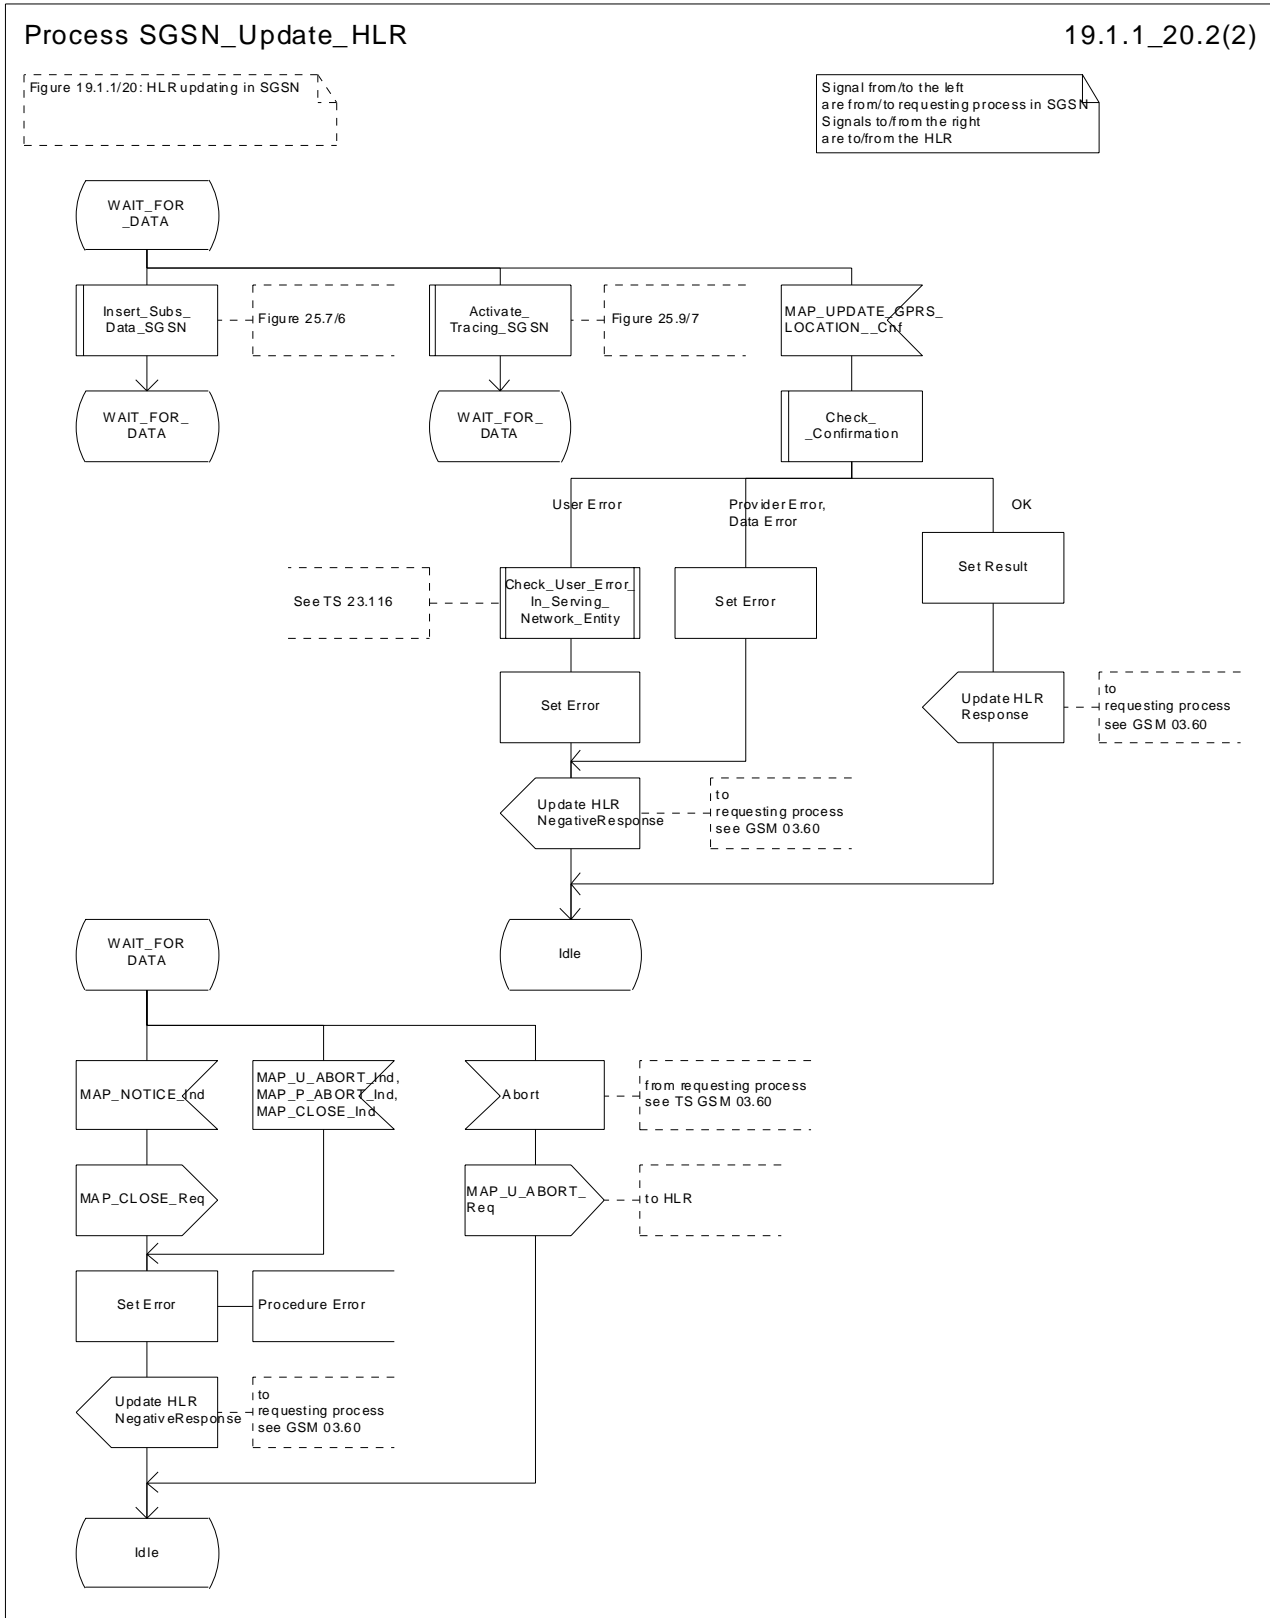 Process SGSN_Update_HLR
19.1.1_20.2(2)
Figure 19.1.1/20: HLR updating in SGSN
Signal from/to the left
are from/to requesting process in SGSN
Signals to/from the right
are to/from the HLR
WAIT_FOR
_DATA
Insert_Subs_
Data_SGSN
Figure 25.7/6
Activate_
Tracing_SGSN
Figure 25.9/7
MAP_UPDATE_GPRS_
LOCATION__Cnf
WAIT_FOR_
DATA
WAIT_FOR_
DATA
Check_
_Confirmation
User Error
Provider Error,
Data Error
OK
Set Result
See TS 23.116
Check_User_Error_
In_Serving_
Network_Entity
Set Error
Set Error
Update HLR
Response
to
requesting process
see GSM 03.60
Update HLR
NegativeResponse
to
requesting process
see GSM 03.60
WAIT_FOR
DATA
Idle
MAP_NOTICE_Ind
MAP_U_ABORT_Ind,
MAP_P_ABORT_Ind,
MAP_CLOSE_Ind
Abort
from requesting process
see TS GSM 03.60
MAP_CLOSE_Req
MAP_U_ABORT_
Req
to HLR
Set Error
Procedure Error
Update HLR
NegativeResponse
to
requesting process
see GSM 03.60
Idle